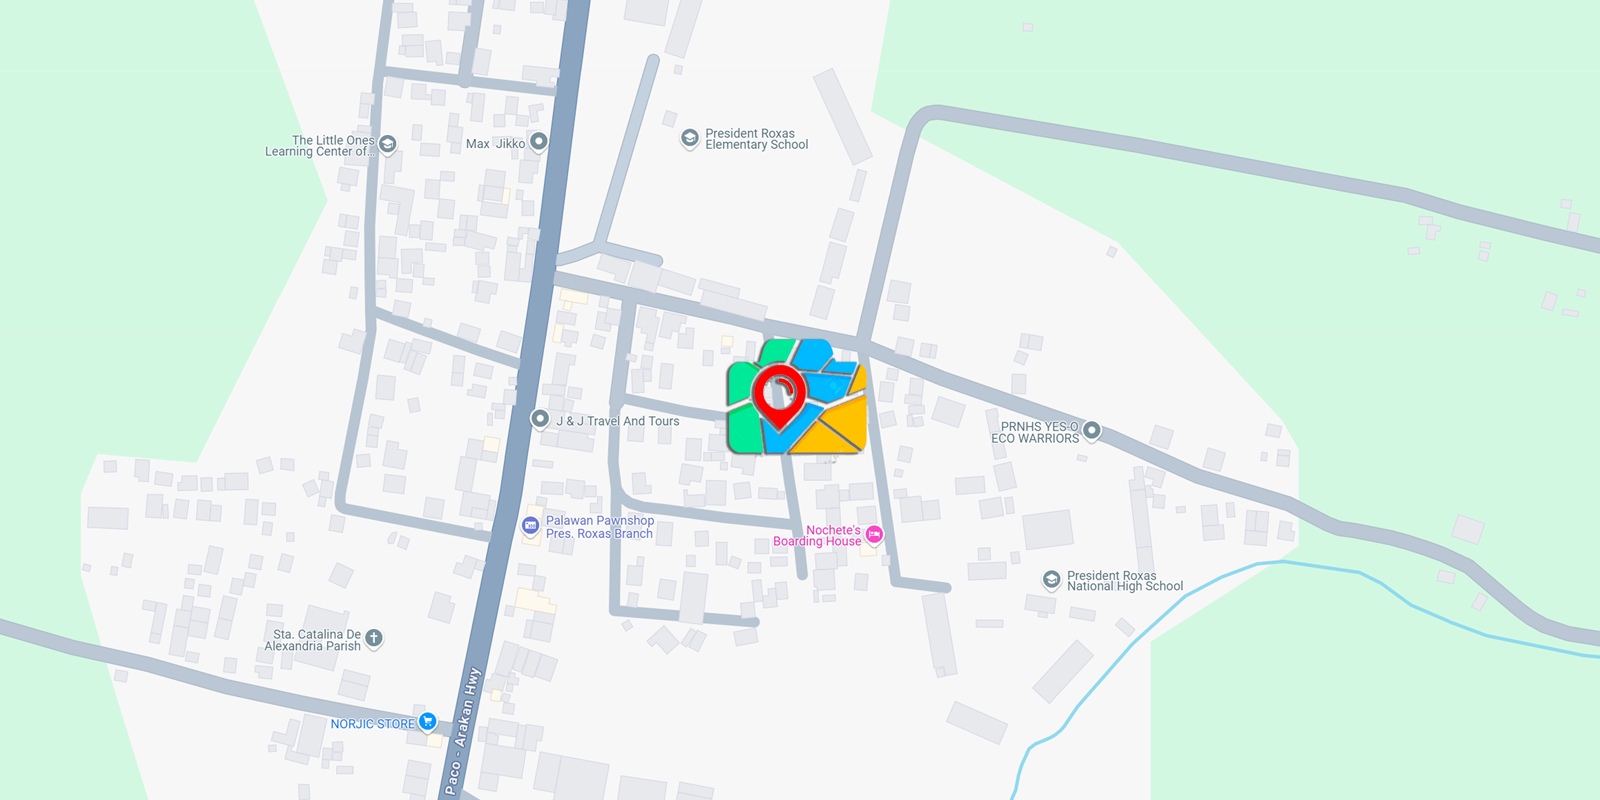 The Little Ones
Learning Center of...
Max Jikko
President Roxas
Elementary School
J & J Travel And Tours
PRNHS YES-O
ECO WARRIORS
Palawan Pawnshop
Pres. Roxas Branch
Nochete's
Boarding House
President Roxas
National High School
Sta. Catalina De
Alexandria Parish
NORJIC STORE
Paco - Arakan Hwy